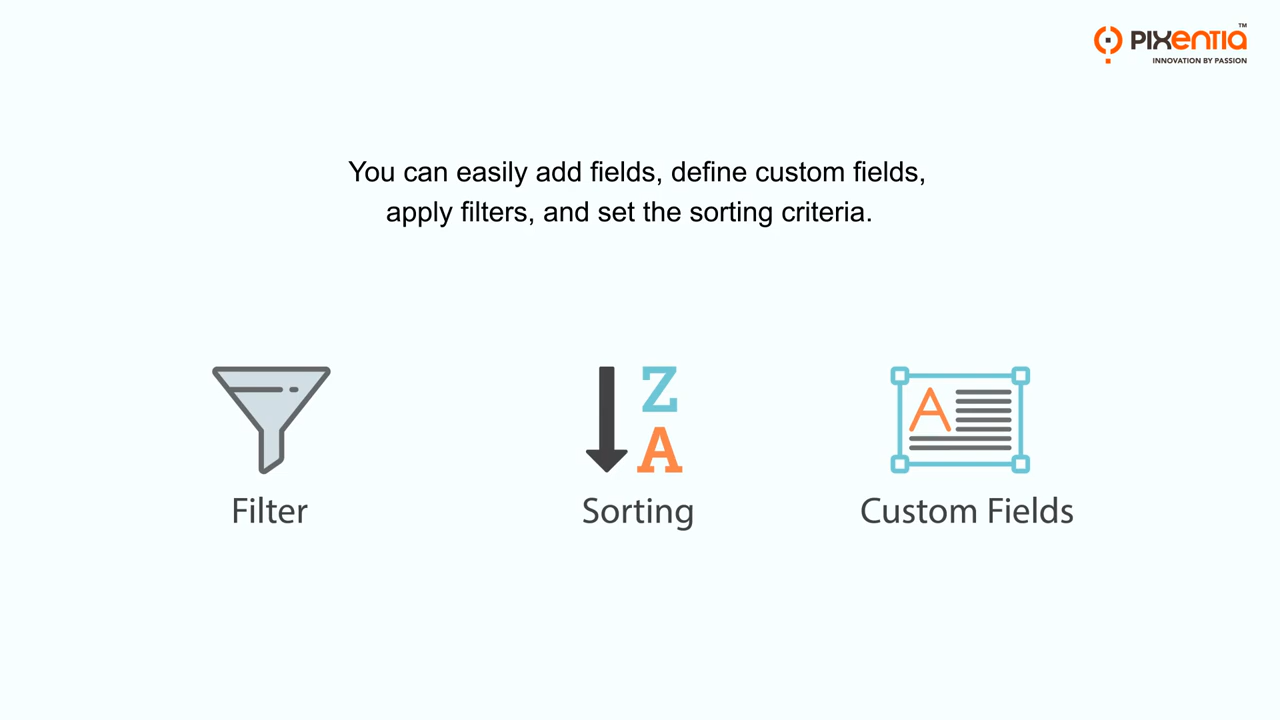 PIXENTIA™
INNOVATION BY PASSION
You can easily add fields, define custom fields,
apply filters, and set the sorting criteria.
Z
A
A
Filter
Sorting
Custom Fields